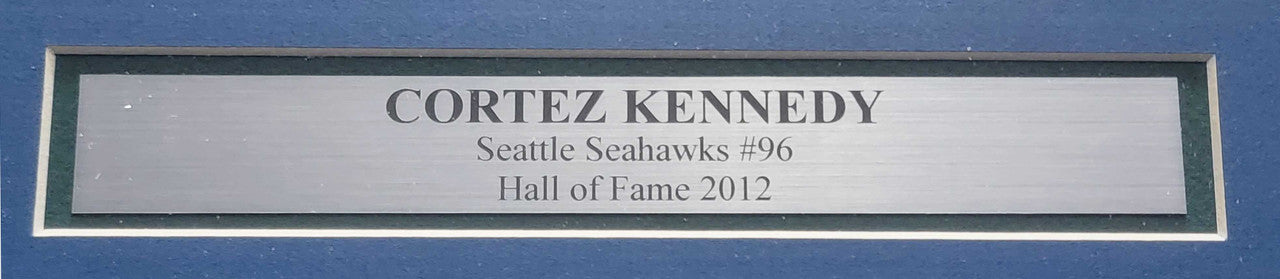 CORTEZ KENNEDY
Seattle Seahawks #96
Hall of Fame 2012